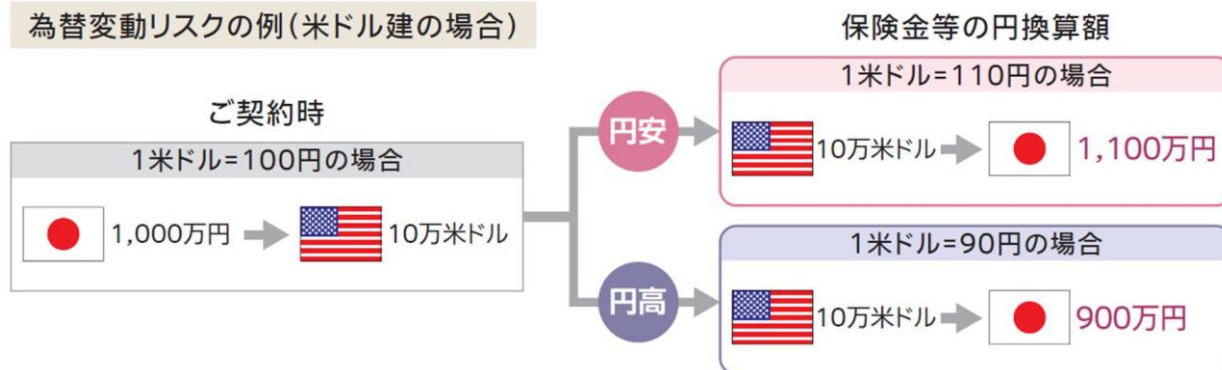 為替変動リスクの例(米ドル建の場合)
ご契約時
1米ドル=100円の場合
1,000万円
10万米ドル
円安
円高
保険金等の円換算額
1米ドル=110円の場合
10万米ドル
1,100万円
1米ドル=90円の場合
10万米ドル
900万円